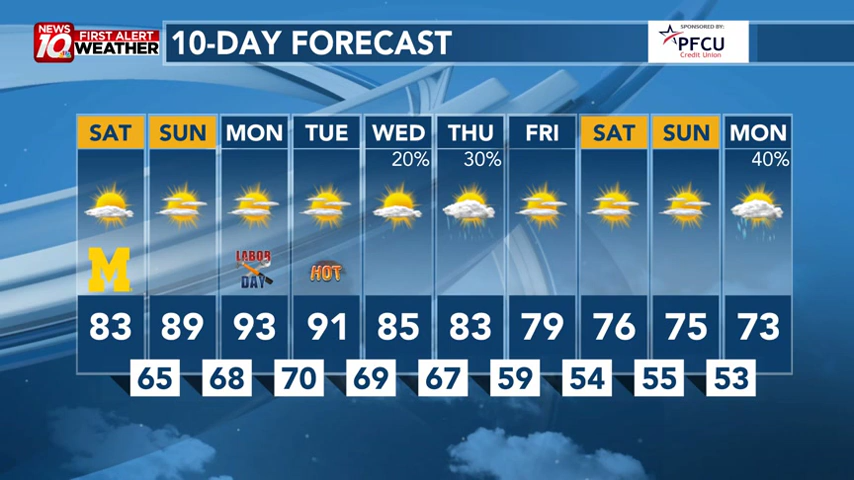 NEWS
10
FIRST ALERT
WEATHER
10-DAY FORECAST
SPONSORED BY:
PFCU
Credit Union
SAT SUN MON TUE WED THU FRI SAT SUN MON
20% 30% 40%
M
LABOR
DAY
HOT
83 89 93 91 85 83 79 76 75 73
65 68 70 69 67 59 54 55 53